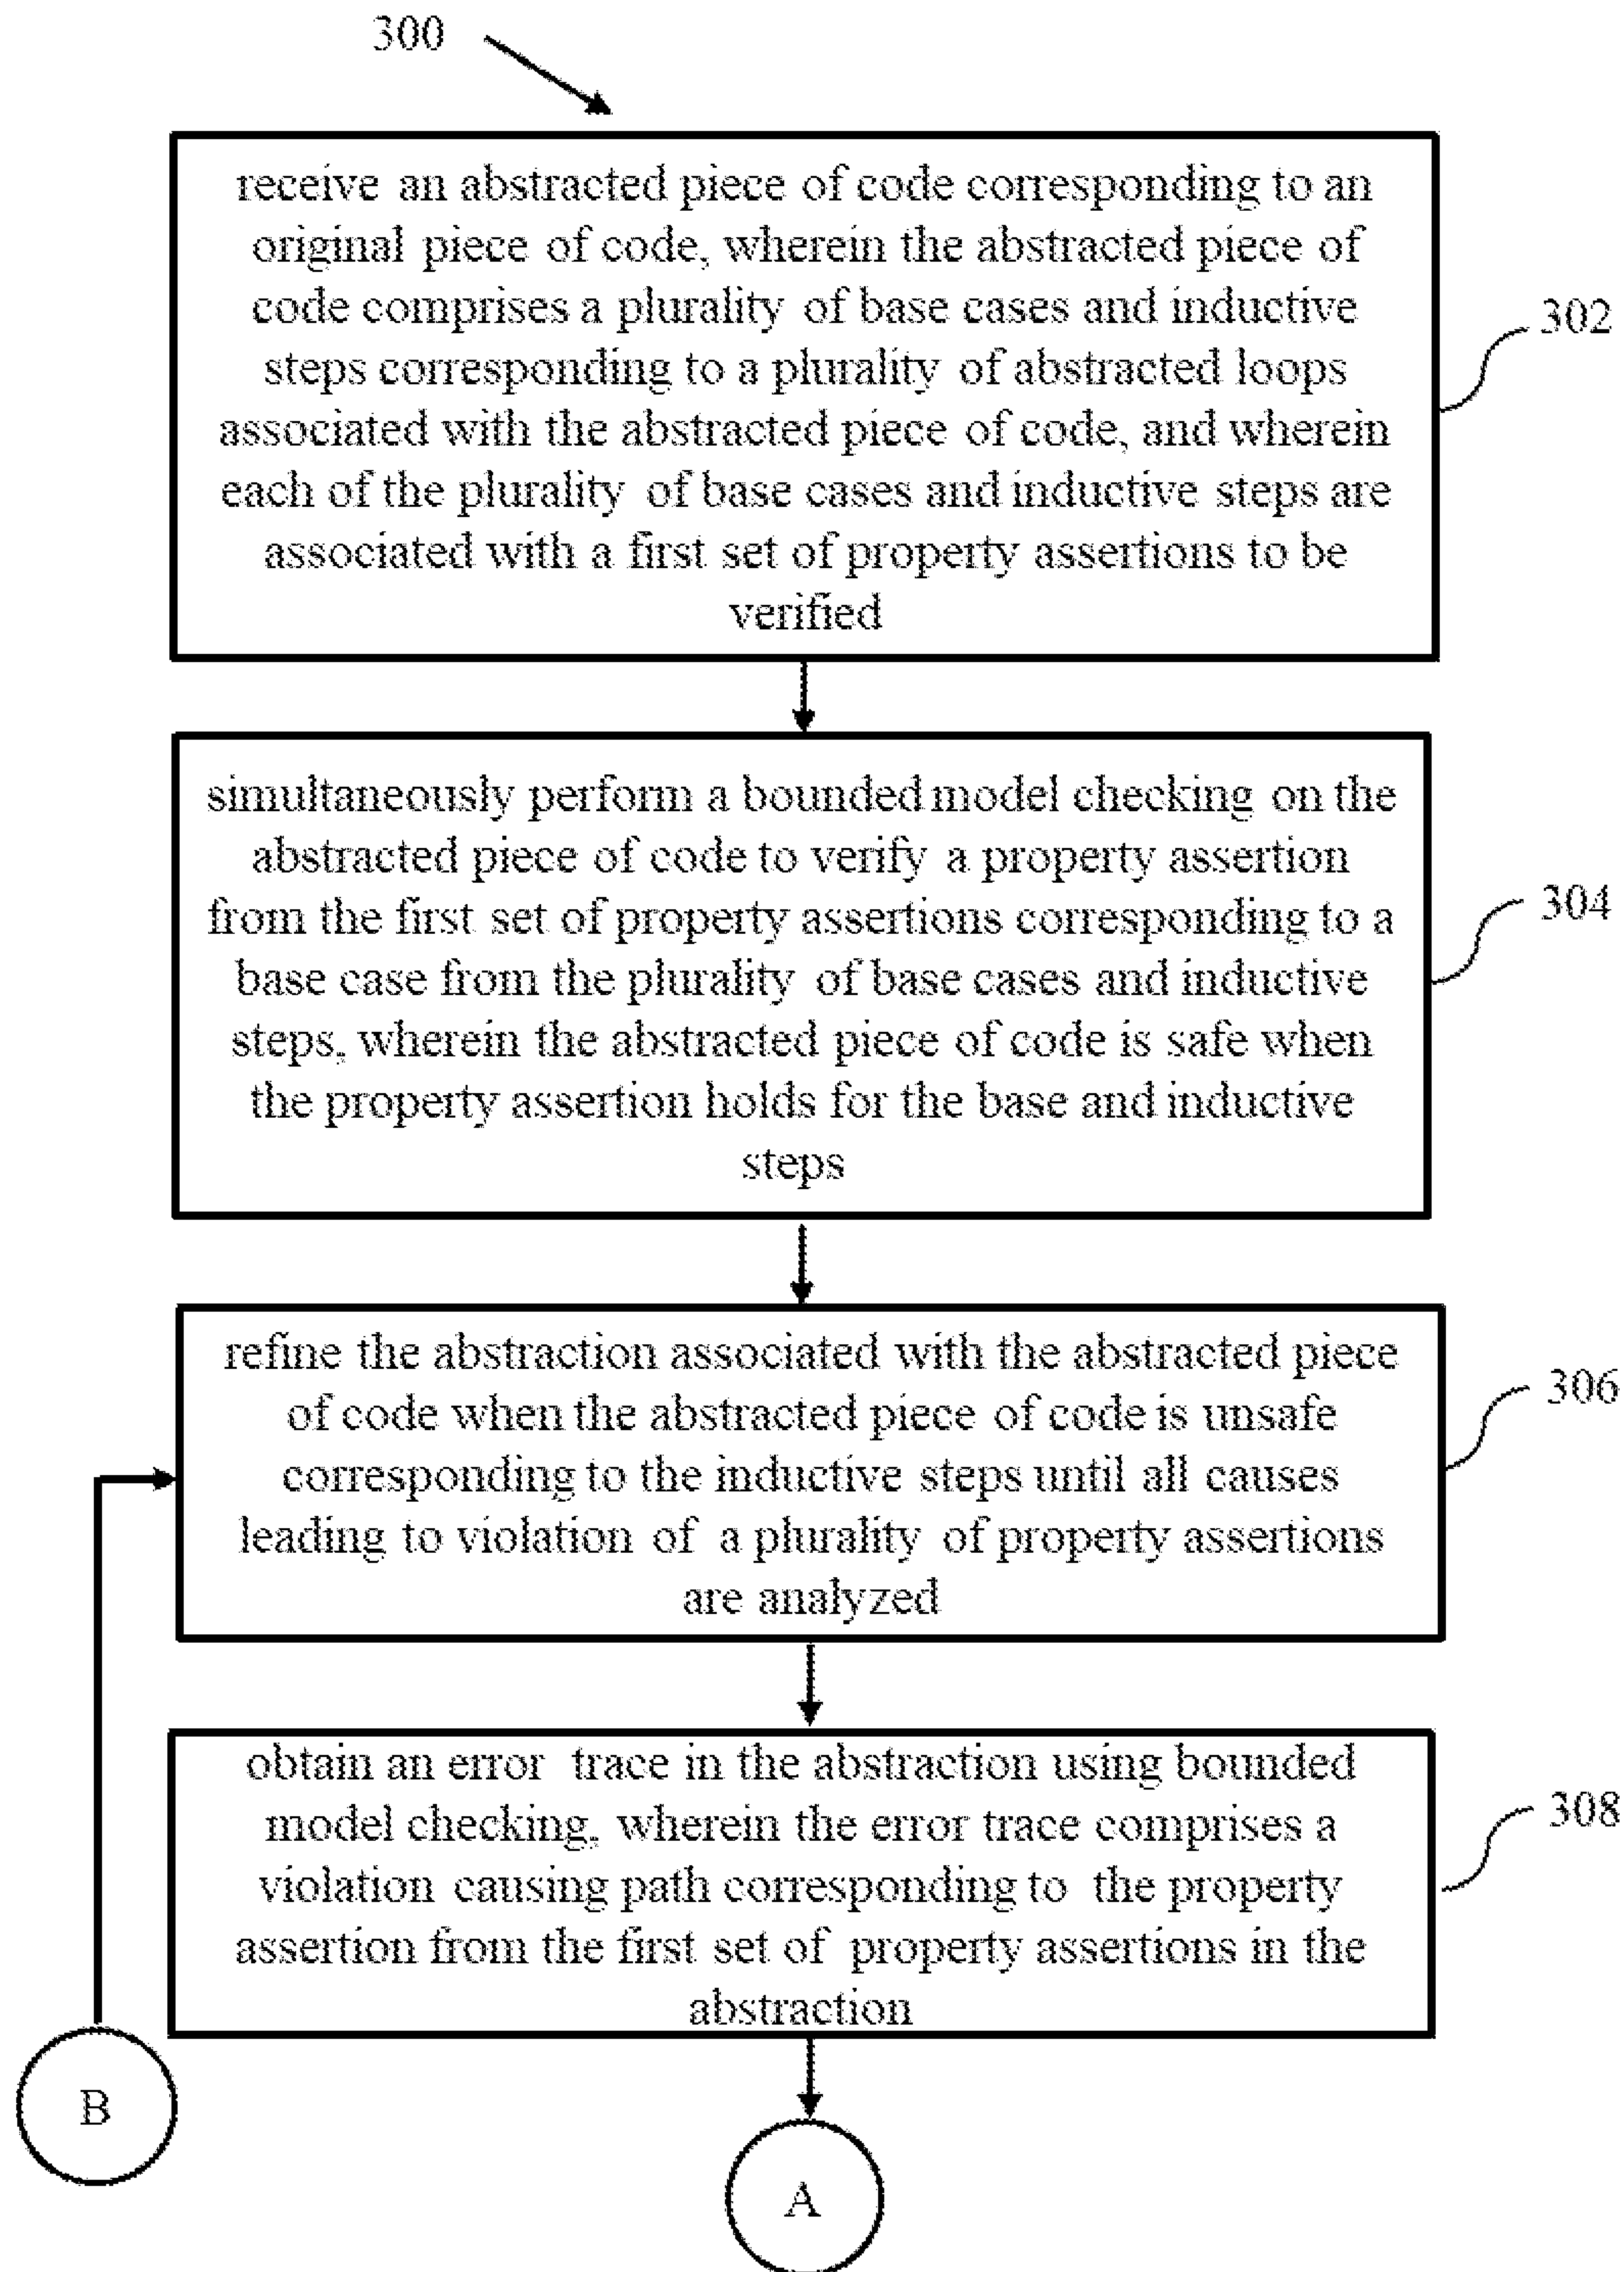 300
receive an abstracted piece of code corresponding to an
original piece of code, wherein the abstracted piece of
code comprises a plurality of base cases and inductive
steps corresponding to a plurality of abstracted loops
associated with the abstracted piece of code, and wherein
each of the plurality of base cases and inductive steps are
associated with a first set of property assertions to be
verified
302
simultaneously perform a bounded model checking on the
abstracted piece of code to verify a property assertion
from the first set of property assertions corresponding to a
base case from the plurality of base cases and inductive
steps, wherein the abstracted piece of code is safe when
the property assertion holds for the base and inductive
steps
304
refine the abstraction associated with the abstracted piece
of code when the abstracted piece of code is unsafe
corresponding to the inductive steps until all causes
leading to violation of a plurality of property assertions
are analyzed
306
obtain an error trace in the abstraction using bounded
model checking, wherein the error trace comprises a
violation causing path corresponding to the property
assertion from the first set of property assertions in the
abstraction
308
B
A